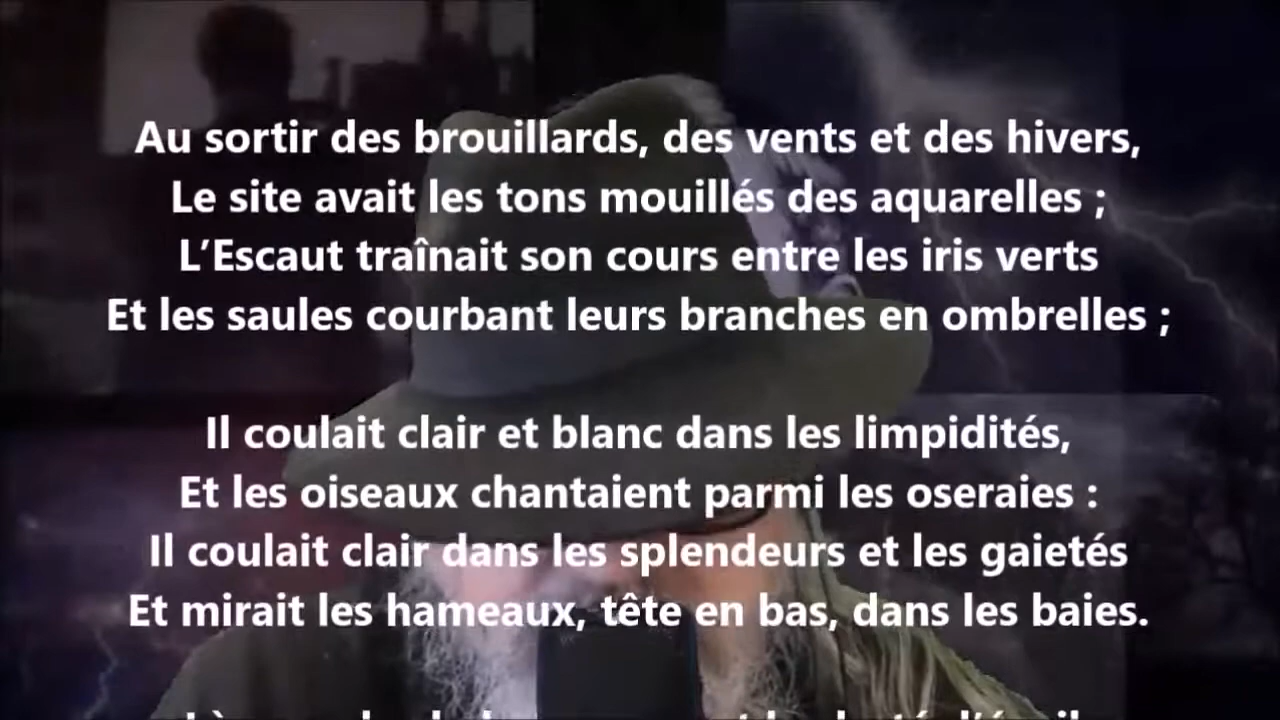 Au sortir des brouillards, des vents et des hivers,
Le site avait les tons mouillés des aquarelles ;
L’Escaut traînait son cours entre les iris verts
Et les saules courbant leurs branches en ombrelles ;
Il coulait clair et blanc dans les limpidités,
Et les oiseaux chantaient parmi les oseraies :
Il coulait clair dans les splendeurs et les gaietés
Et mirait les hameaux, tête en bas, dans les baies.